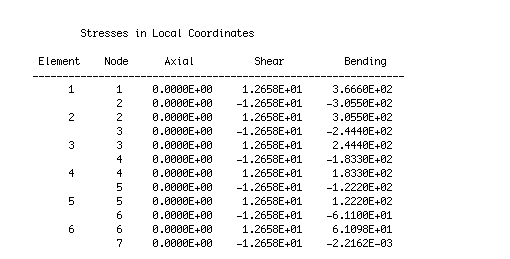 Stresses in Local Coordinates
Element Node Axial Shear Bending
1 1 0.0000E+00 1.2658E+01 3.6660E+02
2 0.0000E+00 -1.2658E+01 -3.0550E+02
2 2 0.0000E+00 1.2658E+01 3.0550E+02
3 0.0000E+00 -1.2658E+01 -2.4440E+02
3 3 0.0000E+00 1.2658E+01 2.4440E+02
4 0.0000E+00 -1.2658E+01 -1.8330E+02
4 4 0.0000E+00 1.2658E+01 1.8330E+02
5 0.0000E+00 -1.2658E+01 -1.2220E+02
5 5 0.0000E+00 1.2658E+01 1.2220E+02
6 0.0000E+00 -1.2658E+01 -6.1100E+01
6 6 0.0000E+00 1.2658E+01 6.1098E+01
7 0.0000E+00 -1.2658E+01 -2.2162E-03